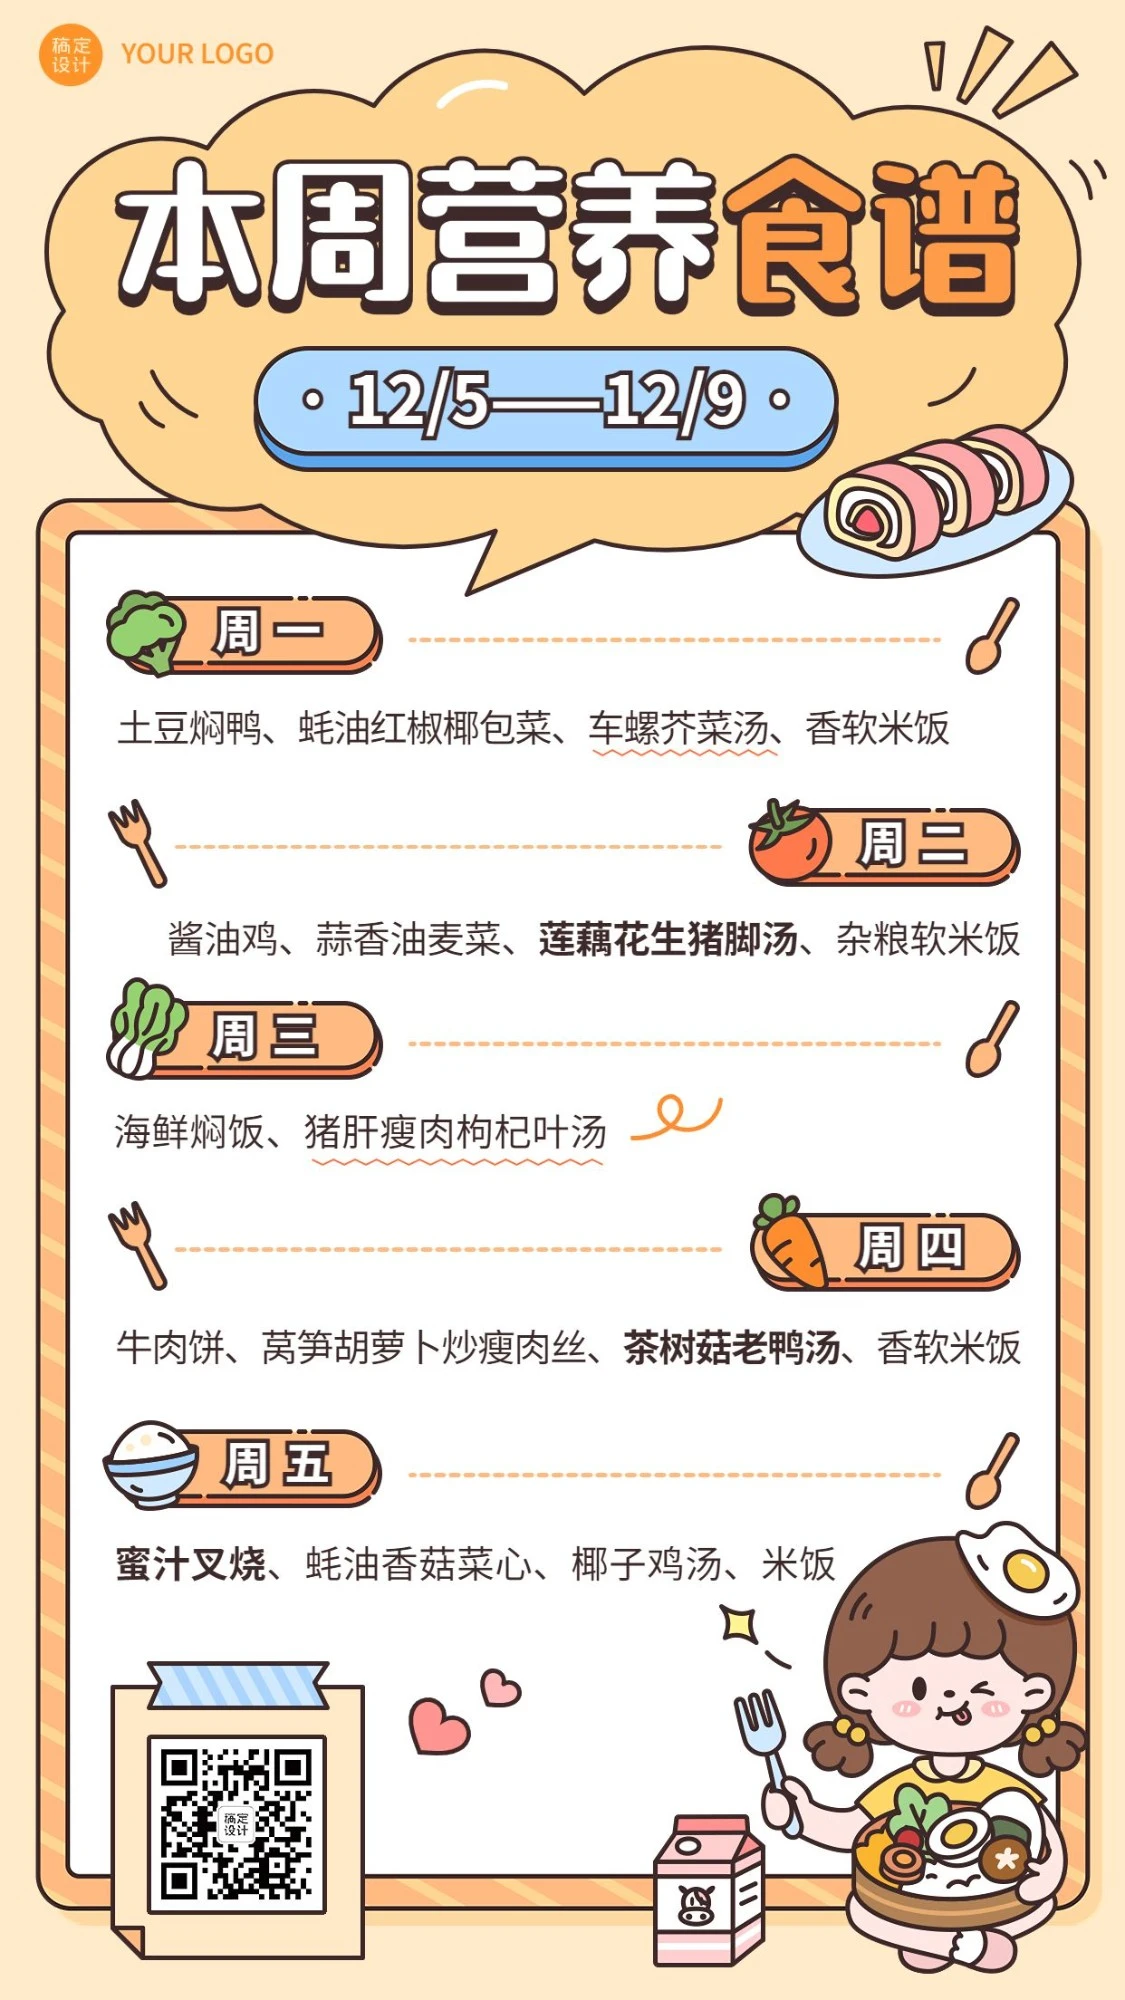 稿定
设计
YOUR LOGO
本周营养食谱
·12/5——12/9·
周一
土豆焖鸭、蚝油红椒椰包菜、车螺芥菜汤、香软米饭
周二
酱油鸡、蒜香油麦菜、莲藕花生猪脚汤、杂粮软米饭
周三
海鲜焖饭、猪肝瘦肉枸杞叶汤
周四
牛肉饼、莴笋胡萝卜炒瘦肉丝、茶树菇老鸭汤、香软米饭
周五
蜜汁叉烧、蚝油香菇菜心、椰子鸡汤、米饭
稿定
设计